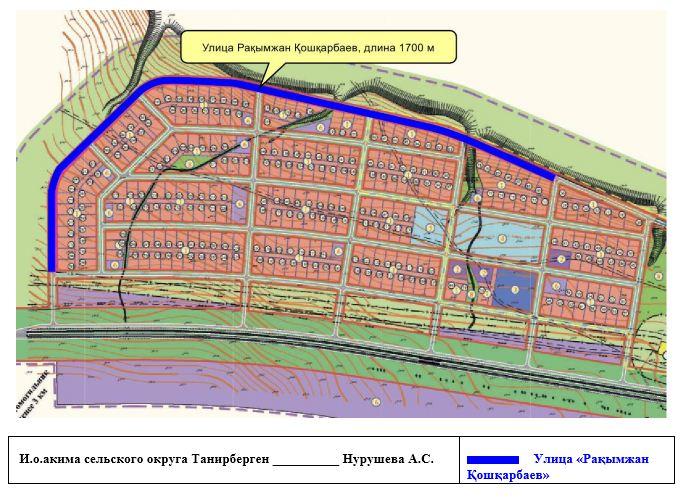 Улица Рақымжан Қошқарбаев, длина 1700 м
И.о.акима сельского округа Танирберген __________ Нурушева А.С.
Улица «Рақымжан
Қошқарбаев»